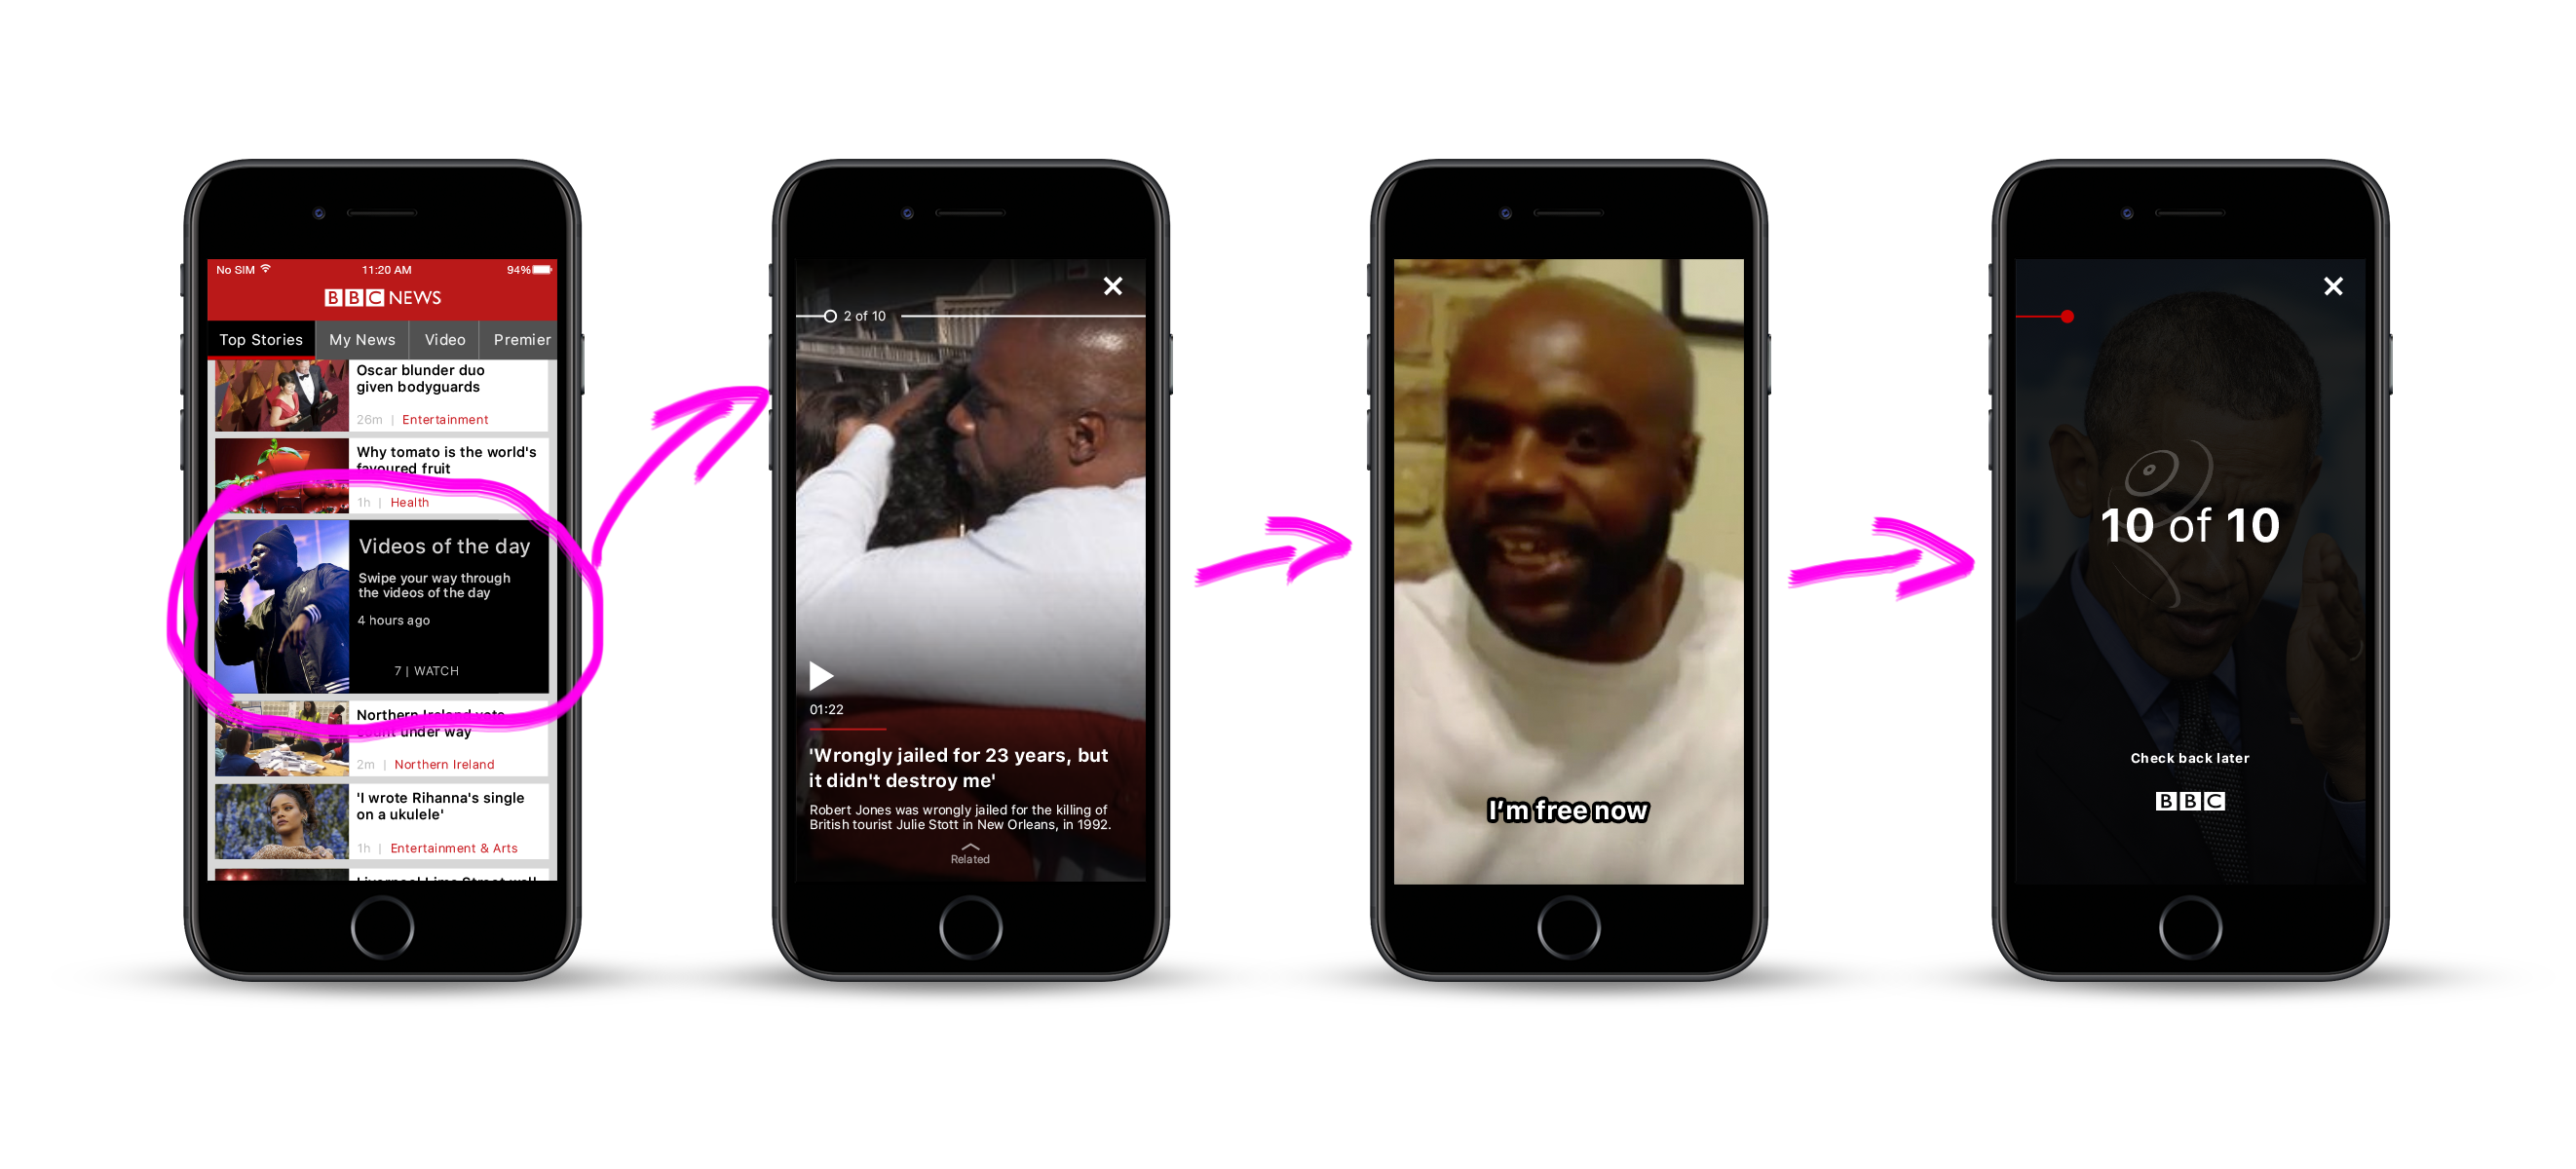 No SIM 11:20 AM 94%
BBC NEWS
Top Stories My News Video Premier
Oscar blunder duo
given bodyguards
26m | Entertainment
Why tomato is the world's
favoured fruit
1h | Health
Videos of the day
Swipe your way through
the videos of the day
4 hours ago
7 | WATCH
Northern Ireland vote
count under way
2m | Northern Ireland
'I wrote Rihanna's single
on a ukulele'
1h | Entertainment & Arts
Liverpool Lime Street wall
2 of 10
01:22
'Wrongly jailed for 23 years, but
it didn't destroy me'
Robert Jones was wrongly jailed for the killing of
British tourist Julie Stott in New Orleans, in 1992.
Related
I'm free now
10 of 10
Check back later
BBC